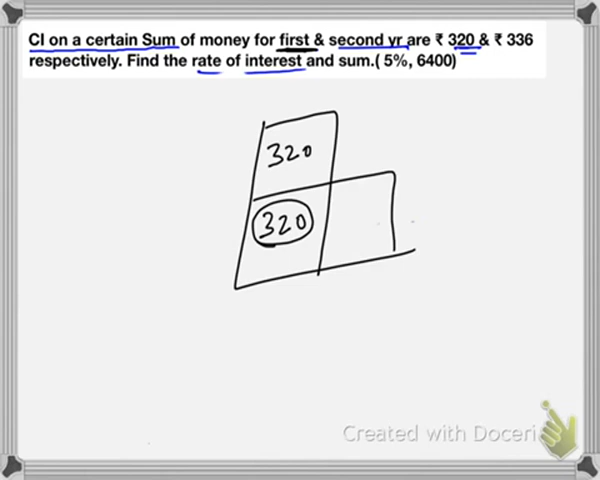 CI on a certain Sum of money for first & second yr are ₹ 320 & ₹ 336
respectively. Find the rate of interest and sum.( 5%, 6400)
320
320
Created with Doceri